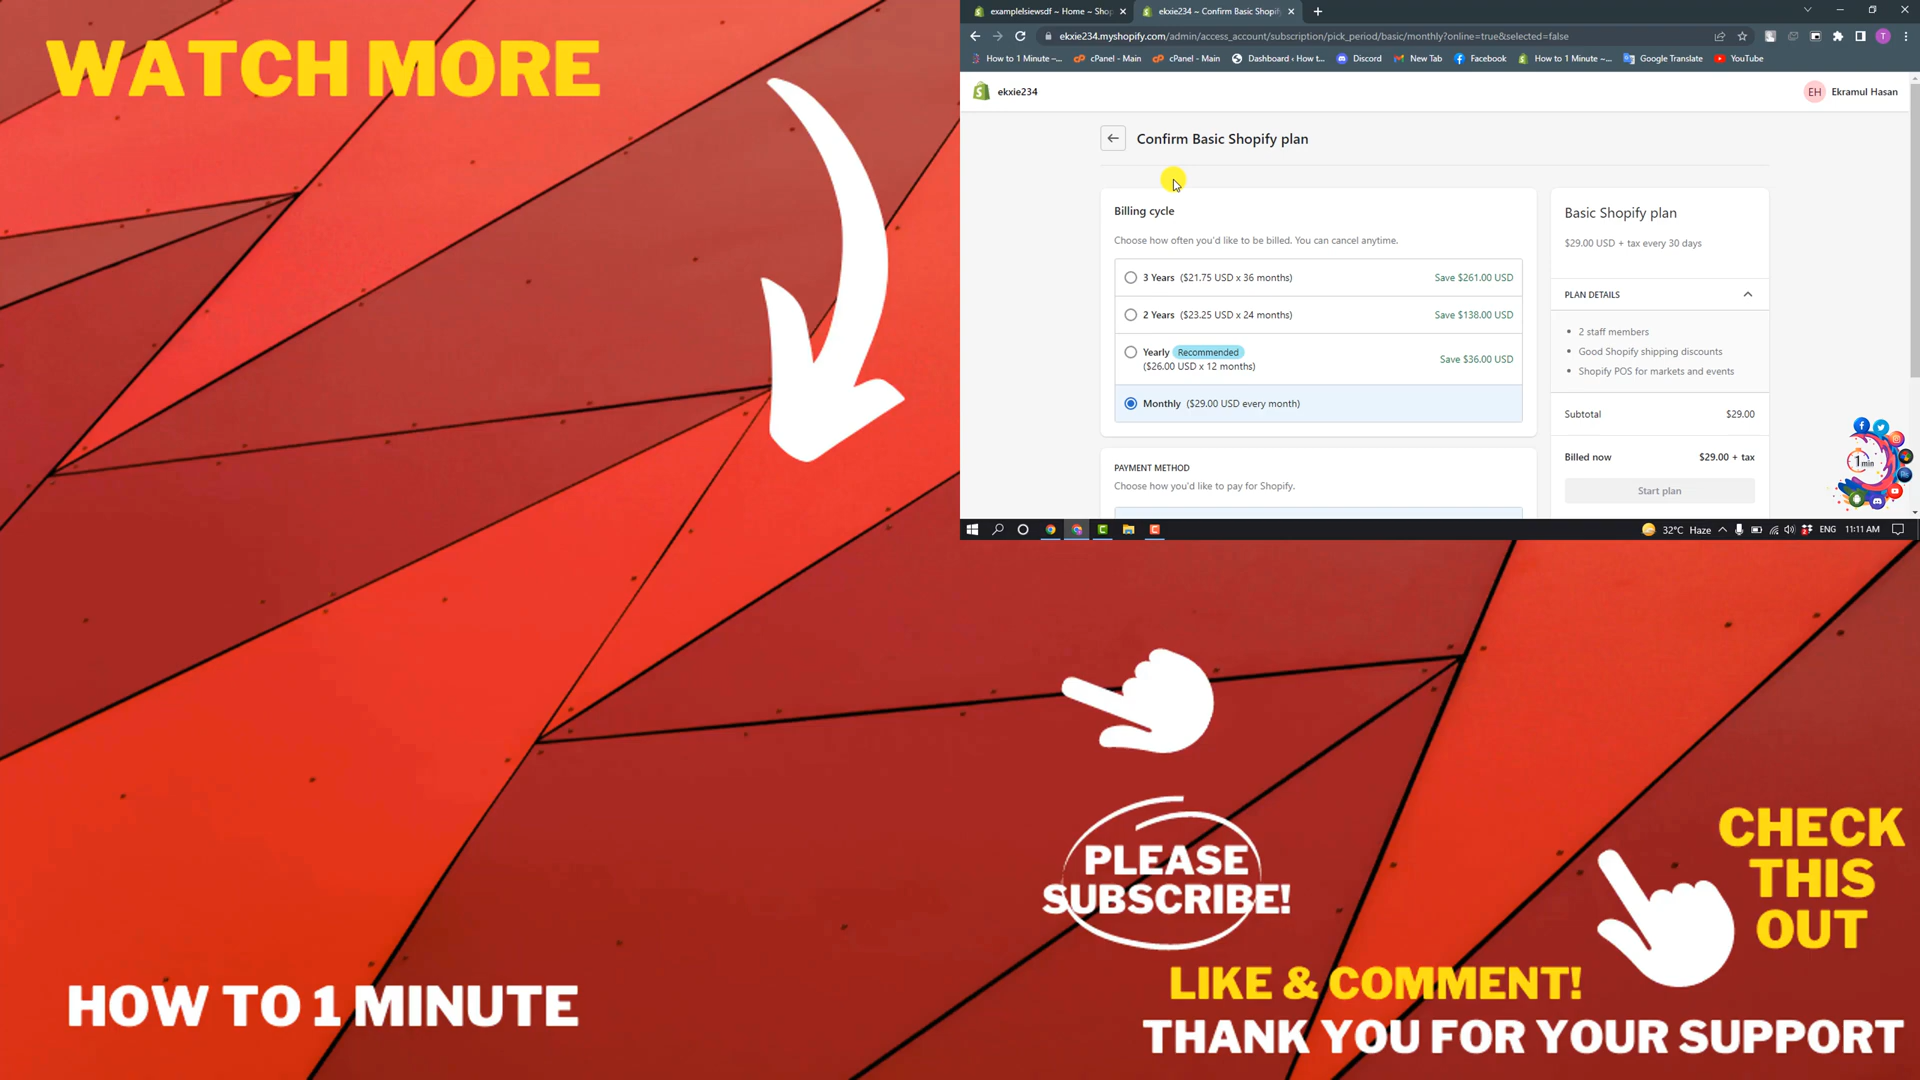 WATCH MORE
examplelsiewsdf ~ Home ~ Shop
ekxie234 ~ Confirm Basic Shopify
ekxie234.myshopify.com/admin/access_account/subscription/pick_period/basic/monthly?online=true&selected=false
How to 1 Minute –...
cPanel - Main
cPanel - Main
Dashboard ‹ How t...
Discord
New Tab
Facebook
How to 1 Minute ~...
Google Translate
YouTube
ekxie234
EH Ekramul Hasan
Confirm Basic Shopify plan
Billing cycle
Choose how often you'd like to be billed. You can cancel anytime.
3 Years ($21.75 USD x 36 months) Save $261.00 USD
2 Years ($23.25 USD x 24 months) Save $138.00 USD
Yearly Recommended
($26.00 USD x 12 months) Save $36.00 USD
Monthly ($29.00 USD every month)
PAYMENT METHOD
Choose how you'd like to pay for Shopify.
Basic Shopify plan
$29.00 USD + tax every 30 days
PLAN DETAILS
2 staff members
Good Shopify shipping discounts
Shopify POS for markets and events
Subtotal $29.00
Billed now $29.00 + tax
Start plan
1 min
32°C Haze
ENG
11:11 AM
PLEASE
SUBSCRIBE!
CHECK
THIS
OUT
HOW TO 1 MINUTE
LIKE & COMMENT!
THANK YOU FOR YOUR SUPPORT